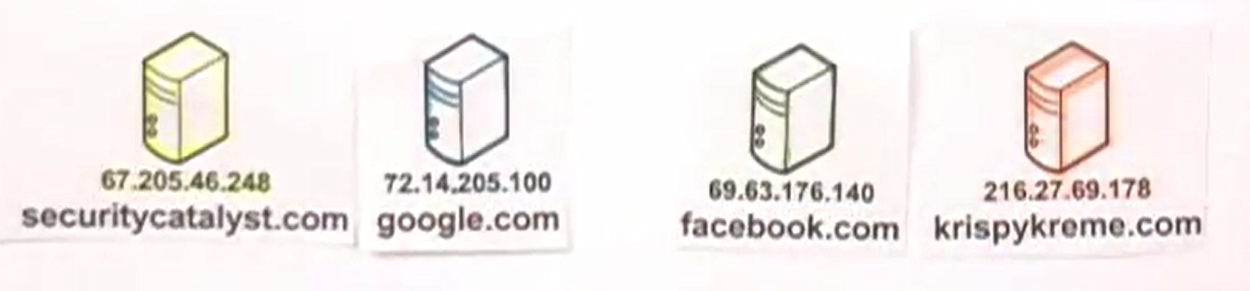 67.205.46.248
securitycatalyst.com
72.14.205.100
google.com
69.63.176.140
facebook.com
216.27.69.178
krispykreme.com